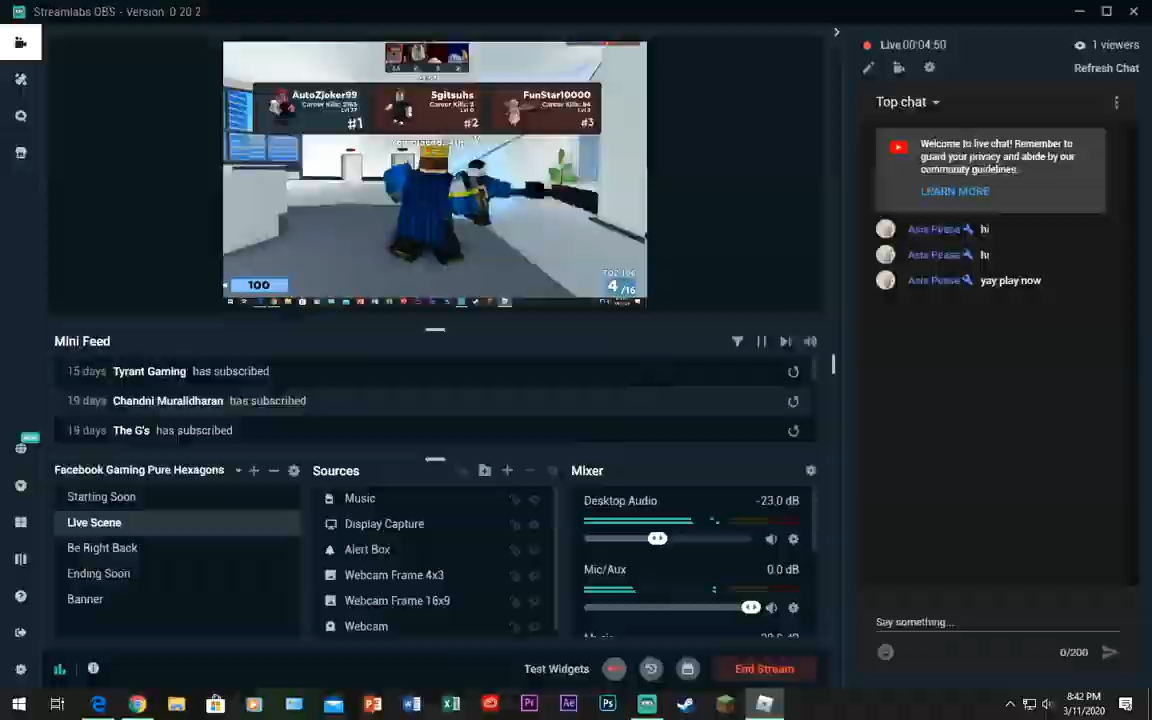 Streamlabs OBS - Version: 0.20.2
Live 00:04:50
1 viewers
Refresh Chat
Top chat
Welcome to live chat! Remember to
guard your privacy and abide by our
community guidelines.
LEARN MORE
hi
yay play now
Say something...
0/200
AutoZjoker99
Career Kills: 2165
#1
Sgitsuhs
#2
FunStar10000
#3
100
4 /16
Mini Feed
15 days Tyrant Gaming has subscribed
19 days Chandni Muralidharan has subscribed
19 days The G's has subscribed
Facebook Gaming Pure Hexagons
Starting Soon
Live Scene
Be Right Back
Ending Soon
Banner
Sources
Music
Display Capture
Alert Box
Webcam Frame 4x3
Webcam Frame 16x9
Webcam
Mixer
Desktop Audio -23.0 dB
Mic/Aux 0.0 dB
Test Widgets
REC
End Stream
8:42 PM
3/11/2020